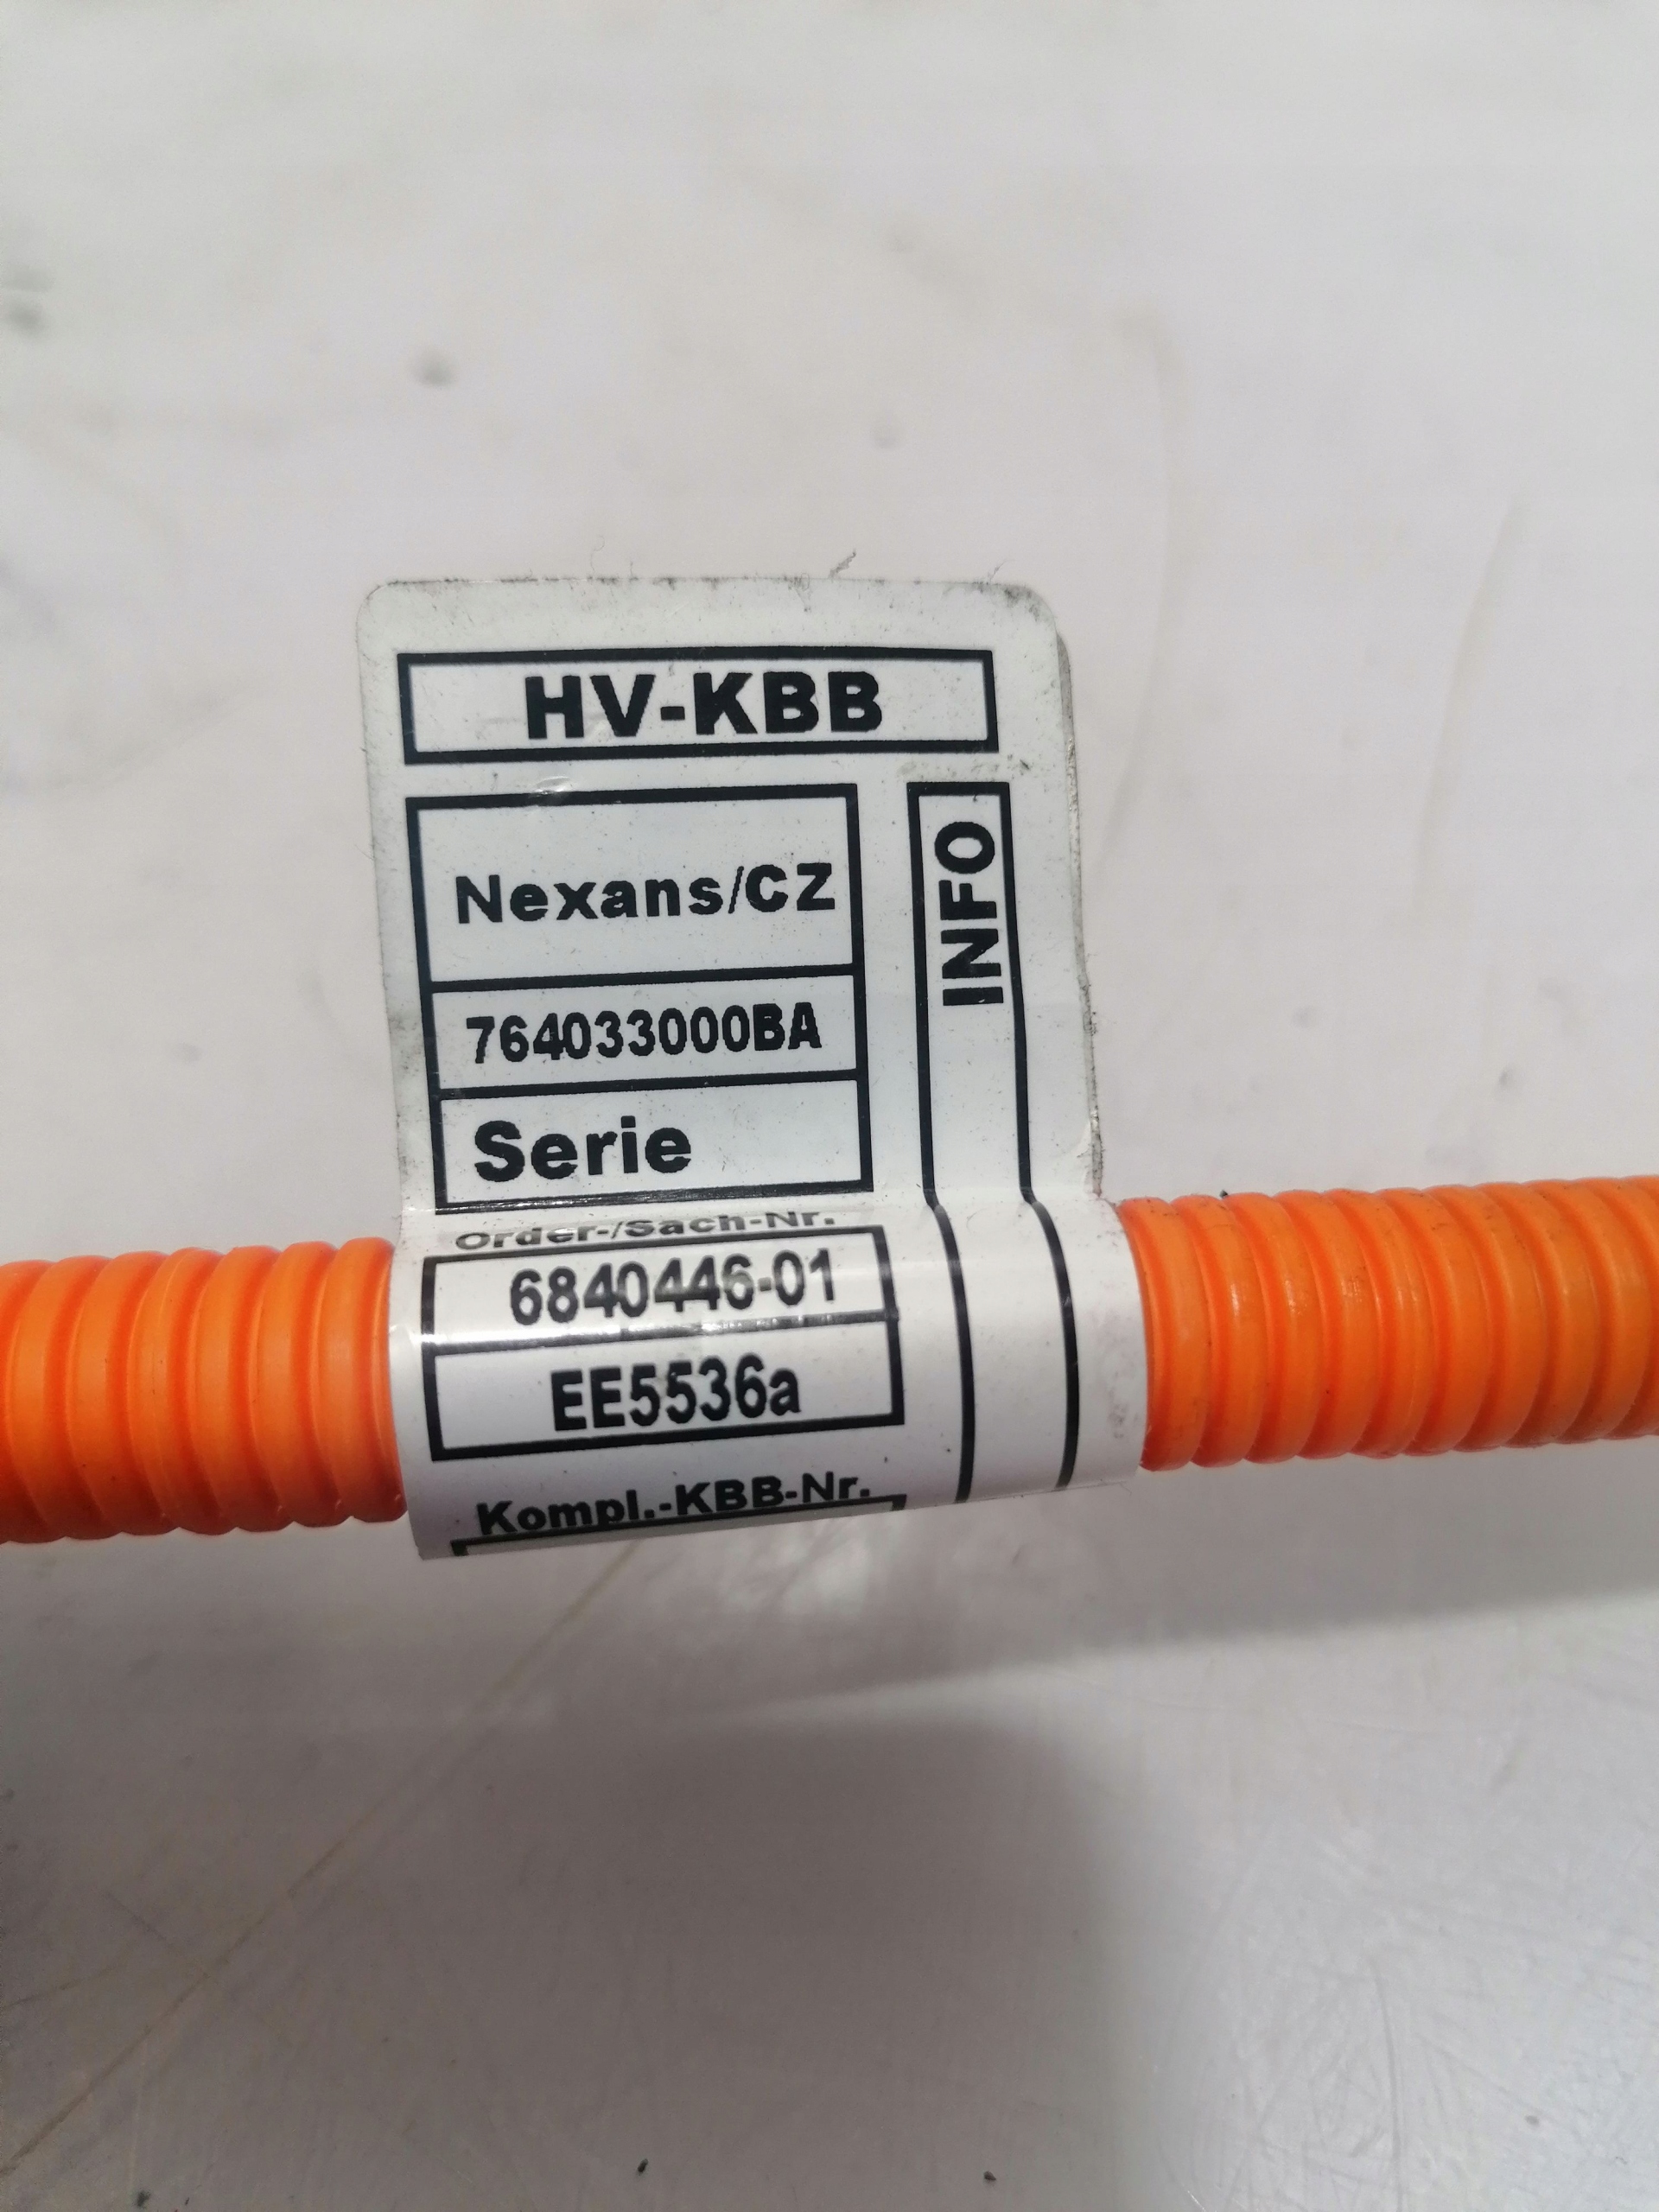 HV-KBB
Nexans/CZ
INFO
764033000BA
Serie
Order-/Sach-Nr.
6840446-01
EE5536a
Kompl.-KBB-Nr.